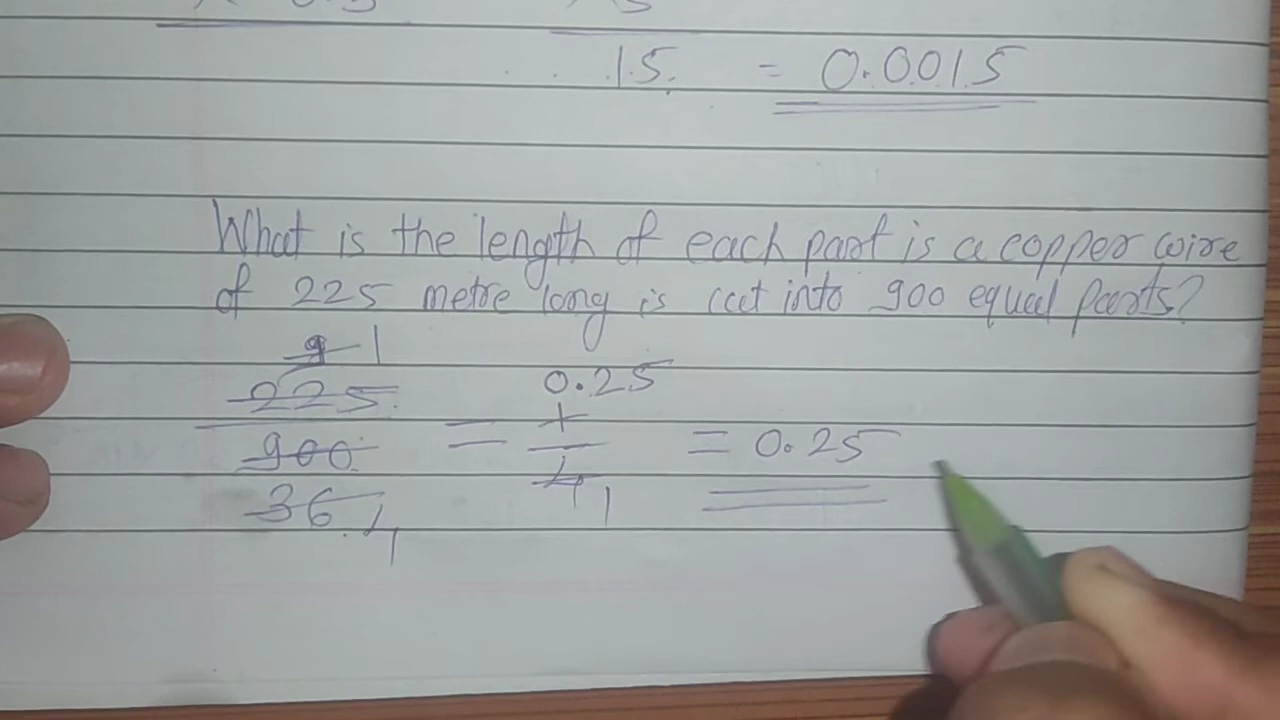 15. = 0.0015
What is the length of each part is a copper wire
of 225 metre long is cut into 900 equal parts?
9 1
225 0.25
900 = 1/4 = 0.25
36 4 1